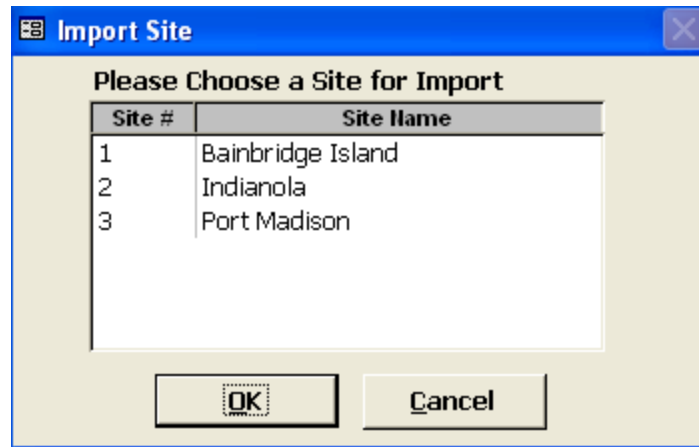 Import Site
Please Choose a Site for Import
Site # Site Name
1 Bainbridge Island
2 Indianola
3 Port Madison
OK Cancel